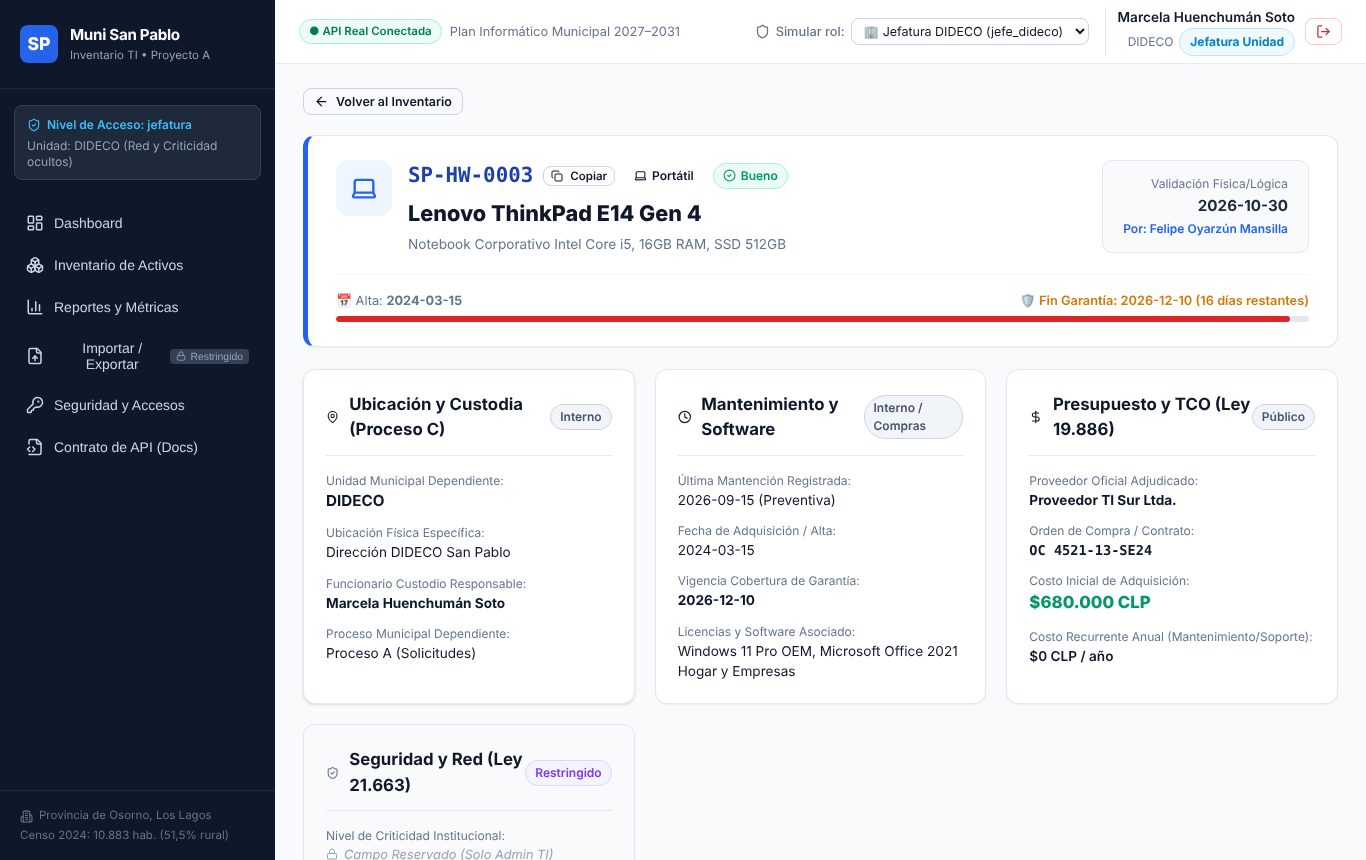 SP
Muni San Pablo
Inventario TI • Proyecto A
Nivel de Acceso: jefatura
Unidad: DIDECO (Red y Criticidad
ocultos)
Dashboard
Inventario de Activos
Reportes y Métricas
Importar /
Exportar
Restringido
Seguridad y Accesos
Contrato de API (Docs)
Provincia de Osorno, Los Lagos
Censo 2024: 10.883 hab. (51,5% rural)
API Real Conectada
Plan Informático Municipal 2027–2031
Simular rol:
Jefatura DIDECO (jefe_dideco)
Marcela Huenchumán Soto
DIDECO
Jefatura Unidad
Volver al Inventario
SP-HW-0003
Copiar
Portátil
Bueno
Lenovo ThinkPad E14 Gen 4
Notebook Corporativo Intel Core i5, 16GB RAM, SSD 512GB
Validación Física/Lógica
2026-10-30
Por: Felipe Oyarzún Mansilla
Alta: 2024-03-15
Fin Garantía: 2026-12-10 (16 días restantes)
Ubicación y Custodia
(Proceso C)
Interno
Unidad Municipal Dependiente:
DIDECO
Ubicación Física Específica:
Dirección DIDECO San Pablo
Funcionario Custodio Responsable:
Marcela Huenchumán Soto
Proceso Municipal Dependiente:
Proceso A (Solicitudes)
Mantenimiento y
Software
Interno /
Compras
Última Mantención Registrada:
2026-09-15 (Preventiva)
Fecha de Adquisición / Alta:
2024-03-15
Vigencia Cobertura de Garantía:
2026-12-10
Licencias y Software Asociado:
Windows 11 Pro OEM, Microsoft Office 2021
Hogar y Empresas
Presupuesto y TCO (Ley
19.886)
Público
Proveedor Oficial Adjudicado:
Proveedor TI Sur Ltda.
Orden de Compra / Contrato:
OC 4521-13-SE24
Costo Inicial de Adquisición:
$680.000 CLP
Costo Recurrente Anual (Mantenimiento/Soporte):
$0 CLP / año
Seguridad y Red (Ley
21.663)
Restringido
Nivel de Criticidad Institucional:
Campo Reservado (Solo Admin TI)